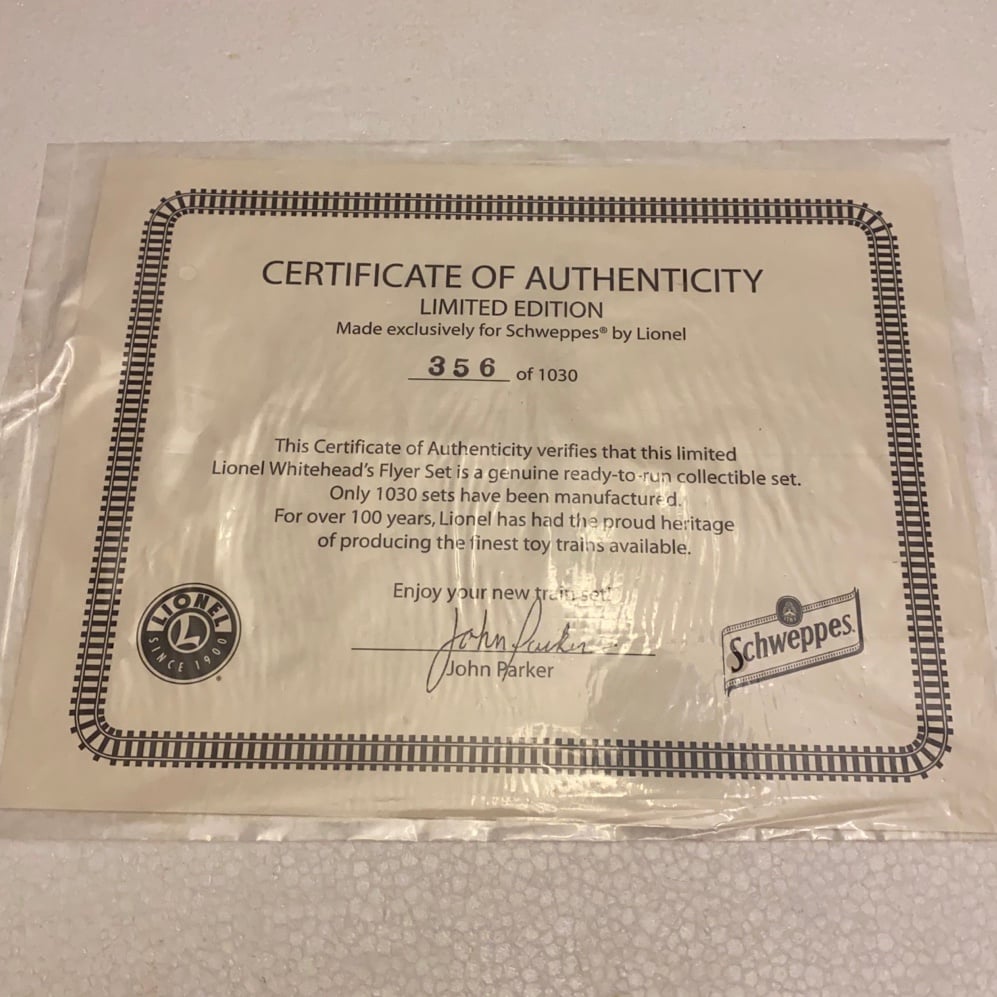 CERTIFICATE OF AUTHENTICITY
LIMITED EDITION
Made exclusively for Schweppes® by Lionel
356 of 1030
This Certificate of Authenticity verifies that this limited
Lionel Whitehead's Flyer Set is a genuine ready-to-run collectible set.
Only 1030 sets have been manufactured.
For over 100 years, Lionel has had the proud heritage
of producing the finest toy trains available.
Enjoy your new train set!
John Parker
John Parker
LIONEL
L
SINCE 1900
®
Schweppes.